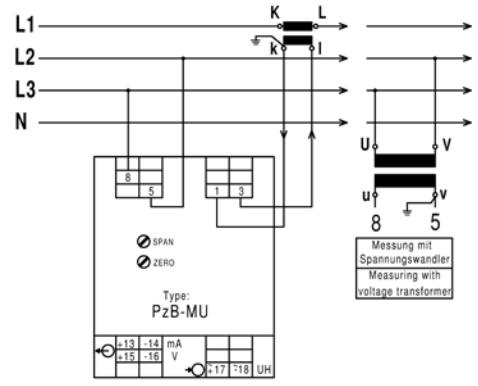 K L
L1
k l
L2
L3
N
U V
u v
8 5
8
5 1 3
SPAN
ZERO
Messung mit
Spannungswandler
Measuring with
voltage transformer
Type:
PzB-MU
+13 -14 mA
+15 -16 V
+17 -18 UH